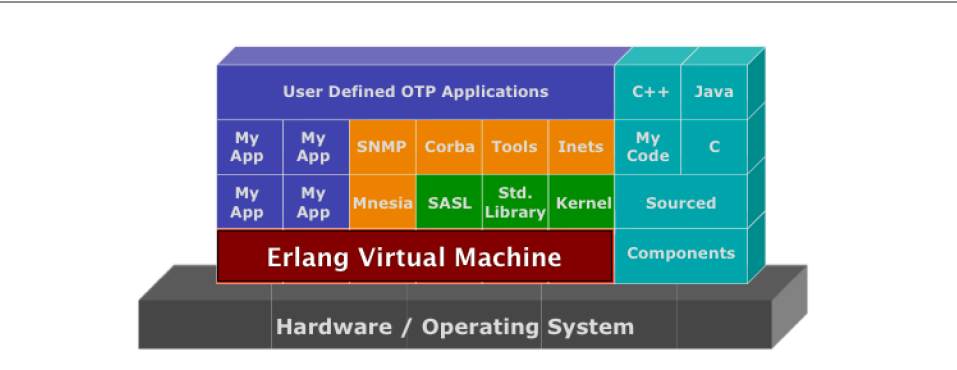 User Defined OTP Applications
C++
Java
My
App
My
App
SNMP
Corba
Tools
Inets
My
Code
C
My
App
My
App
Mnesia
SASL
Std.
Library
Kernel
Sourced
Erlang Virtual Machine
Components
Hardware / Operating System